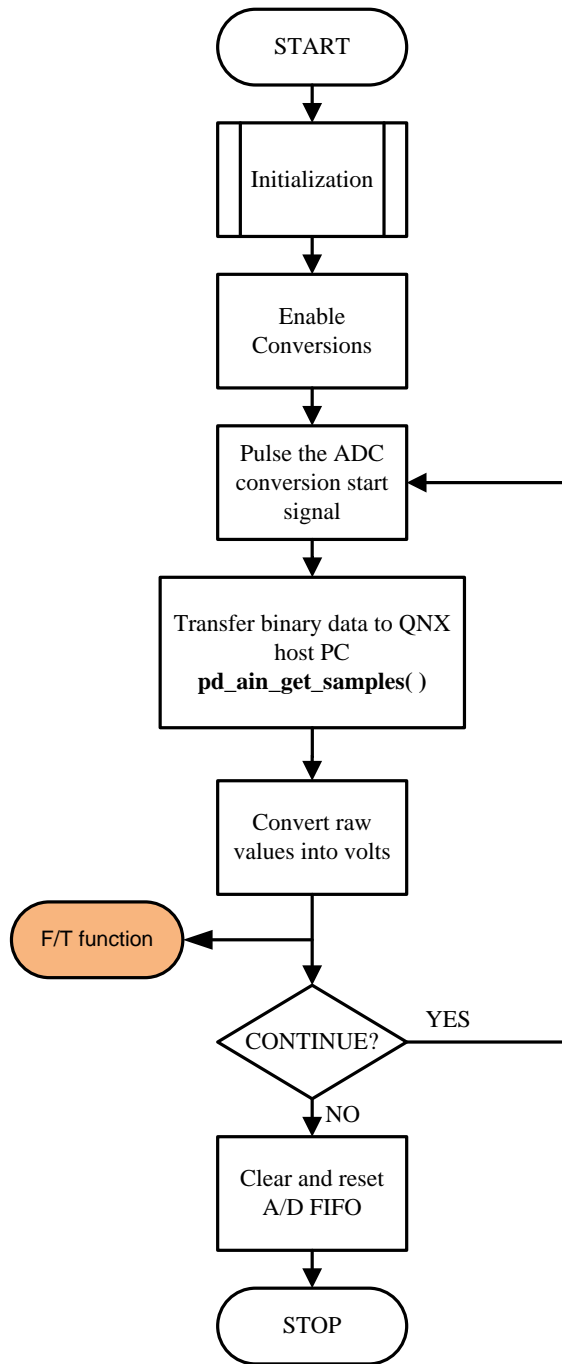 START
Initialization
Enable
Conversions
Pulse the ADC
conversion start
signal
Transfer binary data to QNX
host PC
pd_ain_get_samples( )
Convert raw
values into volts
F/T function
CONTINUE?
YES
NO
Clear and reset
A/D FIFO
STOP